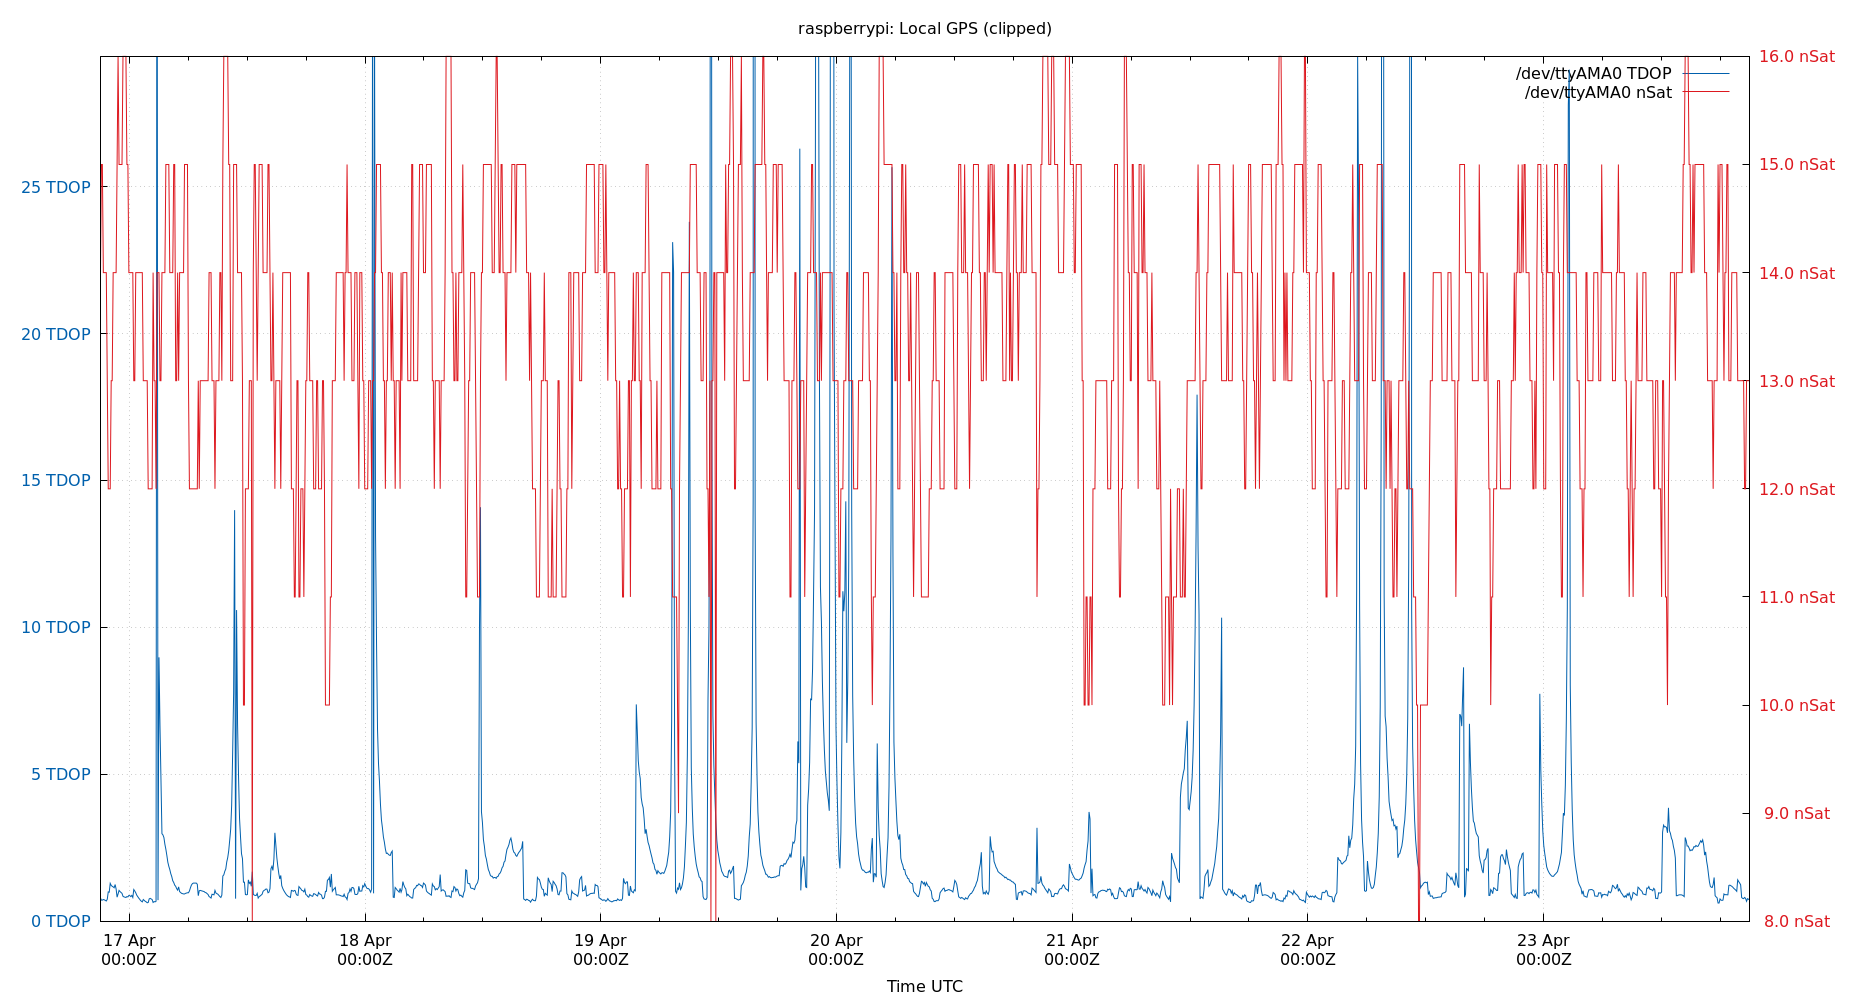 raspberrypi: Local GPS (clipped)
/dev/ttyAMA0 TDOP
/dev/ttyAMA0 nSat
25 TDOP
20 TDOP
15 TDOP
10 TDOP
5 TDOP
0 TDOP
16.0 nSat
15.0 nSat
14.0 nSat
13.0 nSat
12.0 nSat
11.0 nSat
10.0 nSat
9.0 nSat
8.0 nSat
17 Apr
00:00Z
18 Apr
00:00Z
19 Apr
00:00Z
20 Apr
00:00Z
21 Apr
00:00Z
22 Apr
00:00Z
23 Apr
00:00Z
Time UTC